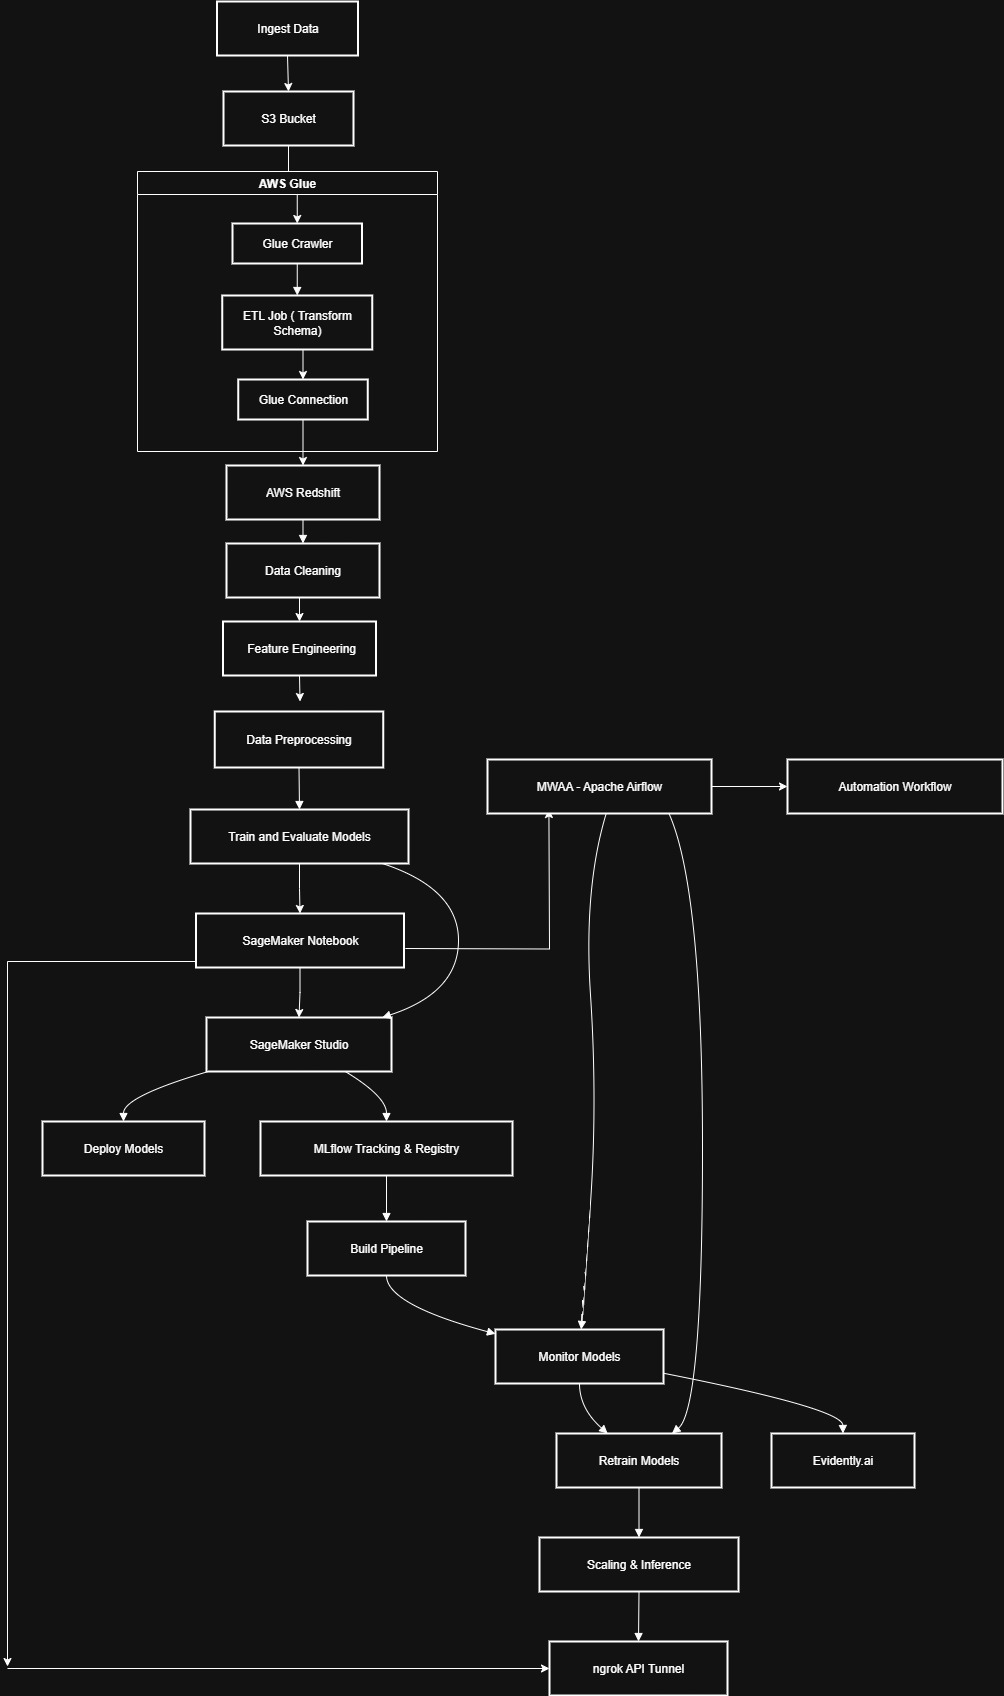 Ingest Data
S3 Bucket
AWS Glue
Glue Crawler
ETL Job ( Transform
Schema)
Glue Connection
AWS Redshift
Data Cleaning
Feature Engineering
Data Preprocessing
MWAA - Apache Airflow
Automation Workflow
Train and Evaluate Models
SageMaker Notebook
SageMaker Studio
Deploy Models
MLflow Tracking & Registry
Build Pipeline
Monitor Models
Retrain Models
Evidently.ai
Scaling & Inference
ngrok API Tunnel